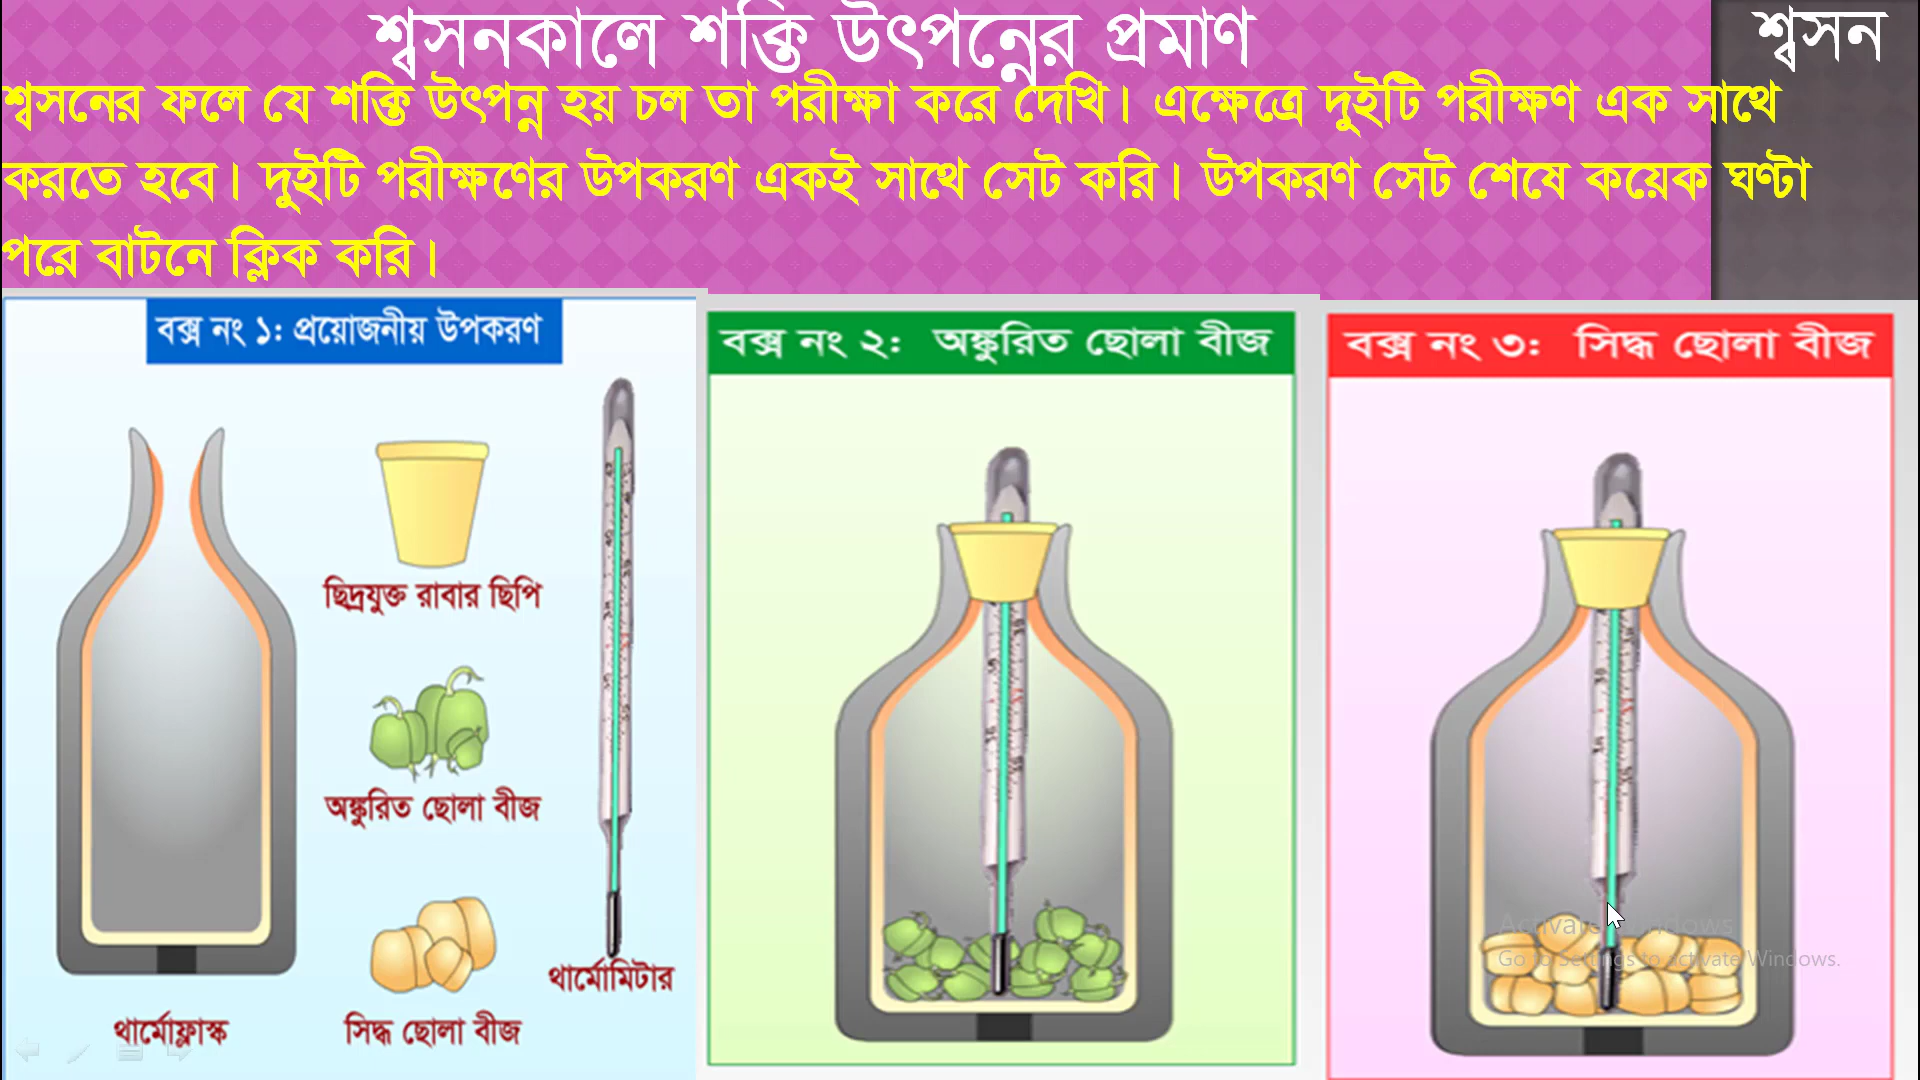 শ্বসনকালে শক্তি উৎপন্নের প্রমাণ
শ্বসন
শ্বসনের ফলে যে শক্তি উৎপন্ন হয় চল তা পরীক্ষা করে দেখি। এক্ষেত্রে দুইটি পরীক্ষণ এক সাথে
করতে হবে। দুইটি পরীক্ষণের উপকরণ একই সাথে সেট করি। উপকরণ সেট শেষে কয়েক ঘণ্টা
পরে বাটনে ক্লিক করি।
বক্স নং ১: প্রয়োজনীয় উপকরণ
ছিদ্রযুক্ত রাবার ছিপি
অঙ্কুরিত ছোলা বীজ
থার্মোমিটার
থার্মোফ্লাস্ক
সিদ্ধ ছোলা বীজ
বক্স নং ২: অঙ্কুরিত ছোলা বীজ
বক্স নং ৩: সিদ্ধ ছোলা বীজ
Activate Windows
Go to Settings to activate Windows.